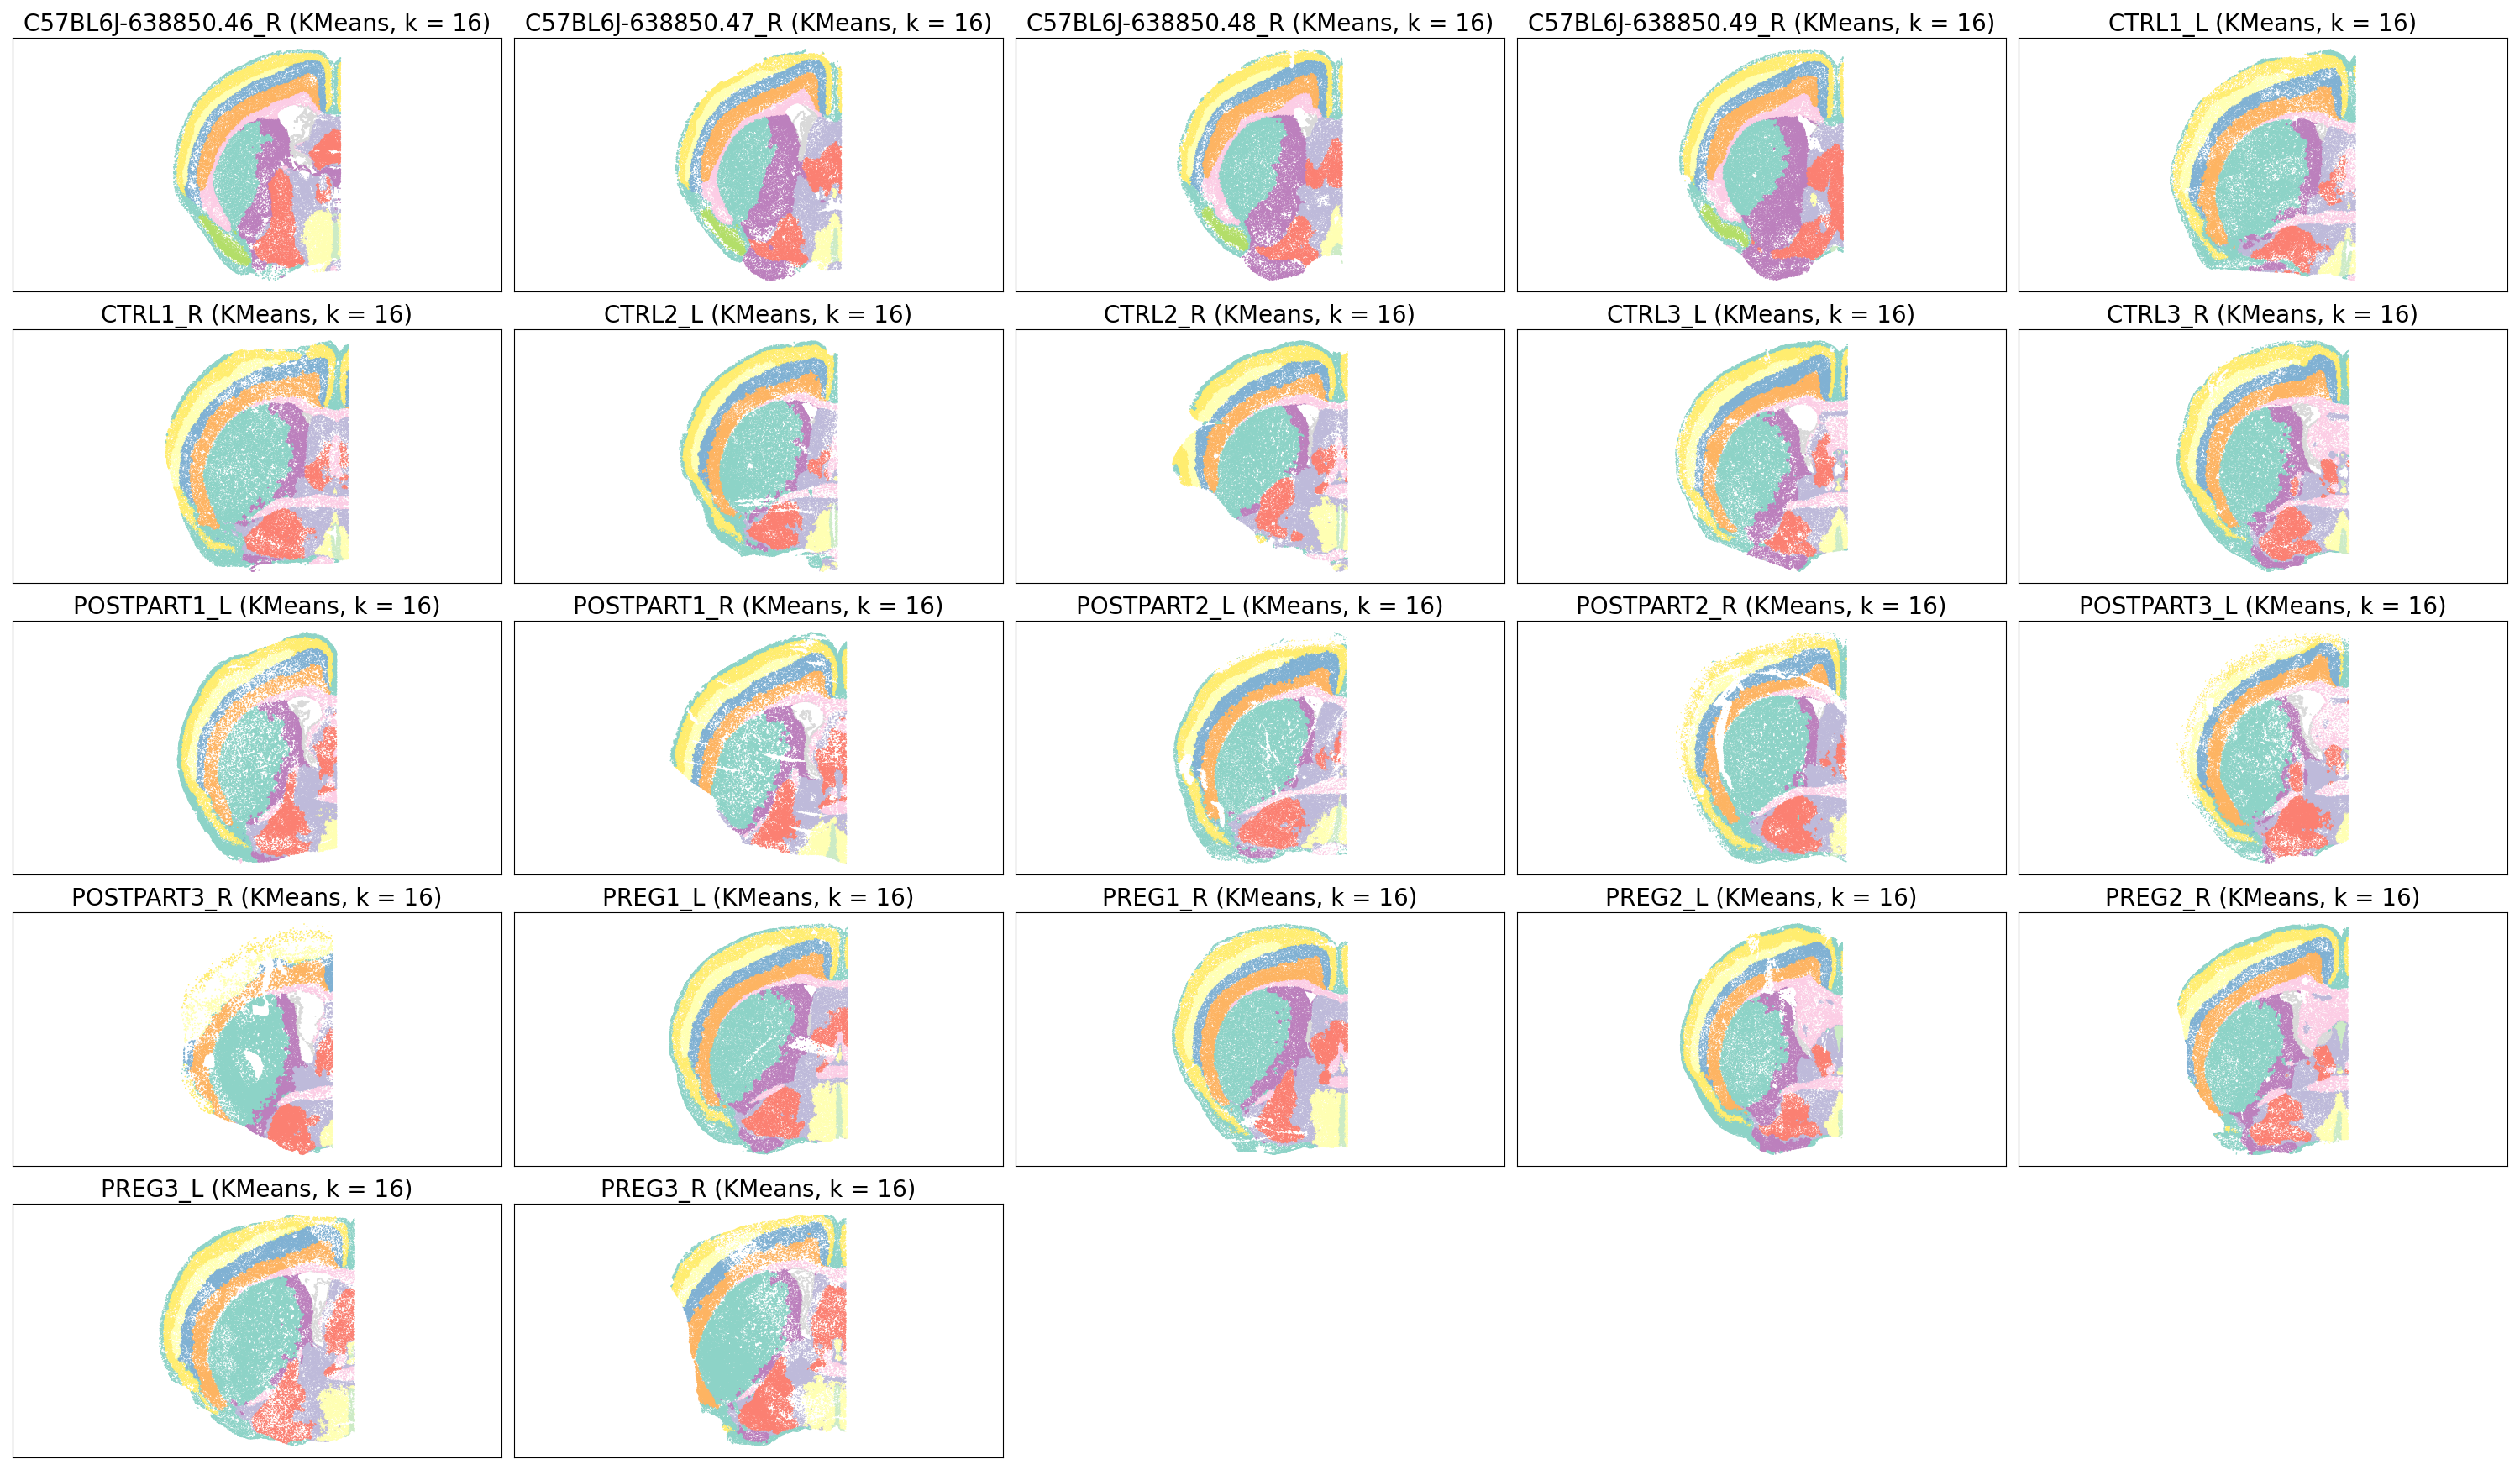 C57BL6J-638850.46_R (KMeans, k = 16)
C57BL6J-638850.47_R (KMeans, k = 16)
C57BL6J-638850.48_R (KMeans, k = 16)
C57BL6J-638850.49_R (KMeans, k = 16)
CTRL1_L (KMeans, k = 16)
CTRL1_R (KMeans, k = 16)
CTRL2_L (KMeans, k = 16)
CTRL2_R (KMeans, k = 16)
CTRL3_L (KMeans, k = 16)
CTRL3_R (KMeans, k = 16)
POSTPART1_L (KMeans, k = 16)
POSTPART1_R (KMeans, k = 16)
POSTPART2_L (KMeans, k = 16)
POSTPART2_R (KMeans, k = 16)
POSTPART3_L (KMeans, k = 16)
POSTPART3_R (KMeans, k = 16)
PREG1_L (KMeans, k = 16)
PREG1_R (KMeans, k = 16)
PREG2_L (KMeans, k = 16)
PREG2_R (KMeans, k = 16)
PREG3_L (KMeans, k = 16)
PREG3_R (KMeans, k = 16)